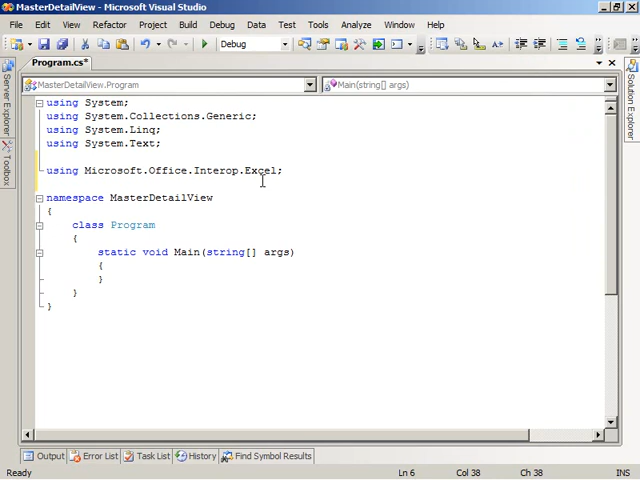 MasterDetailView - Microsoft Visual Studio
File Edit View Refactor Project Build Debug Data Test Tools Analyze Window Help
Debug
Program.cs*
MasterDetailView.Program Main(string[] args)
Server Explorer
Toolbox
Solution Explorer
using System;
using System.Collections.Generic;
using System.Linq;
using System.Text;
using Microsoft.Office.Interop.Excel;
namespace MasterDetailView
{
class Program
{
static void Main(string[] args)
{
}
}
}
Output Error List Task List History Find Symbol Results
Ready Ln 6 Col 38 Ch 38 INS